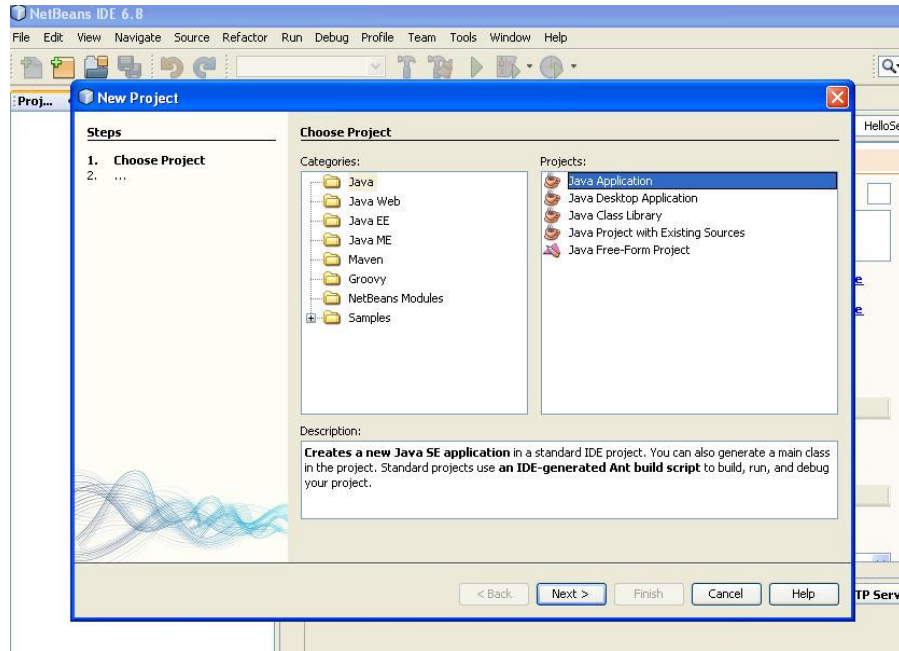 NetBeans IDE 6.8
File Edit View Navigate Source Refactor Run Debug Profile Team Tools Window Help
Proj...
New Project
HelloSe
Steps
1. Choose Project
2. ...
Choose Project
Categories:
Java
Java Web
Java EE
Java ME
Maven
Groovy
NetBeans Modules
Samples
Projects:
Java Application
Java Desktop Application
Java Class Library
Java Project with Existing Sources
Java Free-Form Project
e
e
Description:
Creates a new Java SE application in a standard IDE project. You can also generate a main class
in the project. Standard projects use an IDE-generated Ant build script to build, run, and debug
your project.
< Back Next > Finish Cancel Help
TP Serv